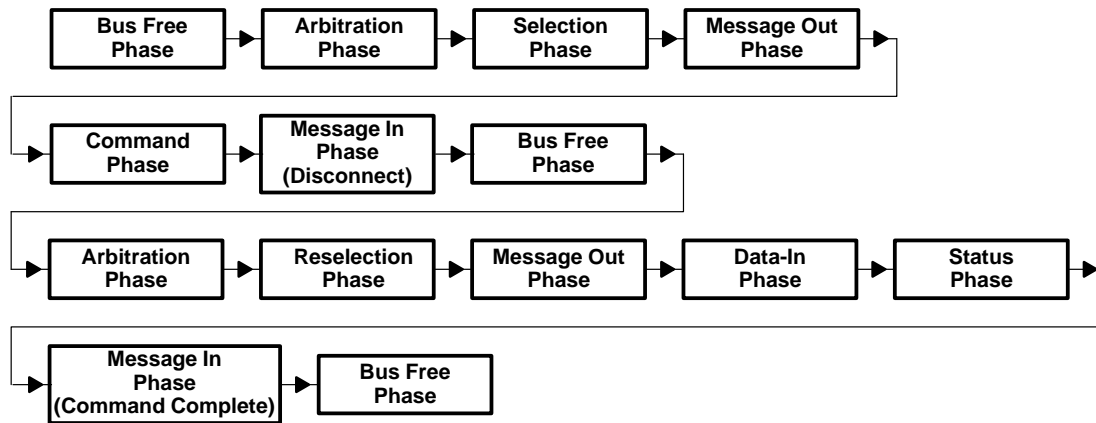 Bus Free
Phase
Arbitration
Phase
Selection
Phase
Message Out
Phase
Command
Phase
Message In
Phase
(Disconnect)
Bus Free
Phase
Arbitration
Phase
Reselection
Phase
Message Out
Phase
Data-In
Phase
Status
Phase
Message In
Phase
(Command Complete)
Bus Free
Phase